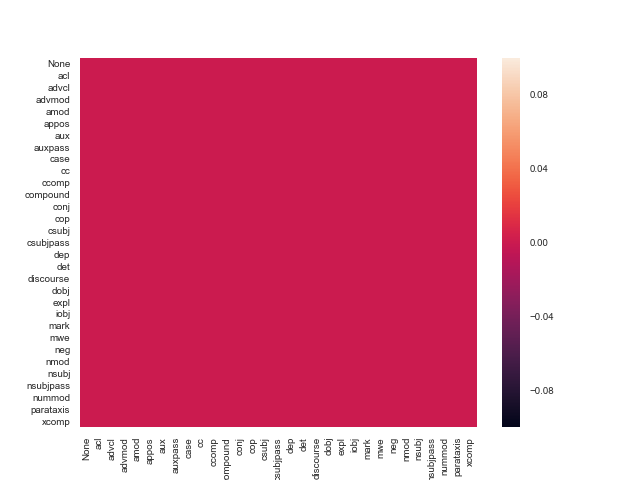 None
acl
advcl
advmod
amod
appos
aux
auxpass
case
cc
ccomp
compound
conj
cop
csubj
csubjpass
dep
det
discourse
dobj
expl
iobj
mark
mwe
neg
nmod
nsubj
nsubjpass
nummod
parataxis
xcomp
None
acl
advcl
advmod
amod
appos
aux
auxpass
case
cc
ccomp
ompound
conj
cop
csubj
csubjpass
dep
det
discourse
dobj
expl
iobj
mark
mwe
neg
nmod
nsubj
nsubjpass
nummod
parataxis
xcomp
0.08
0.04
0.00
−0.04
−0.08